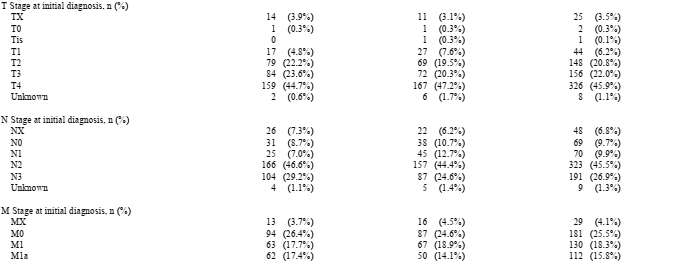 T Stage at initial diagnosis, n (%)
TX 14 (3.9%) 11 (3.1%) 25 (3.5%)
T0 1 (0.3%) 1 (0.3%) 2 (0.3%)
Tis 0 1 (0.3%) 1 (0.1%)
T1 17 (4.8%) 27 (7.6%) 44 (6.2%)
T2 79 (22.2%) 69 (19.5%) 148 (20.8%)
T3 84 (23.6%) 72 (20.3%) 156 (22.0%)
T4 159 (44.7%) 167 (47.2%) 326 (45.9%)
Unknown 2 (0.6%) 6 (1.7%) 8 (1.1%)
N Stage at initial diagnosis, n (%)
NX 26 (7.3%) 22 (6.2%) 48 (6.8%)
N0 31 (8.7%) 38 (10.7%) 69 (9.7%)
N1 25 (7.0%) 45 (12.7%) 70 (9.9%)
N2 166 (46.6%) 157 (44.4%) 323 (45.5%)
N3 104 (29.2%) 87 (24.6%) 191 (26.9%)
Unknown 4 (1.1%) 5 (1.4%) 9 (1.3%)
M Stage at initial diagnosis, n (%)
MX 13 (3.7%) 16 (4.5%) 29 (4.1%)
M0 94 (26.4%) 87 (24.6%) 181 (25.5%)
M1 63 (17.7%) 67 (18.9%) 130 (18.3%)
M1a 62 (17.4%) 50 (14.1%) 112 (15.8%)